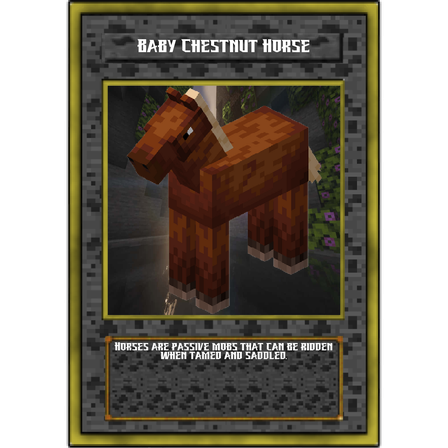 Baby Chestnut Horse
Horses are passive mobs that can be ridden
when tamed and saddled.